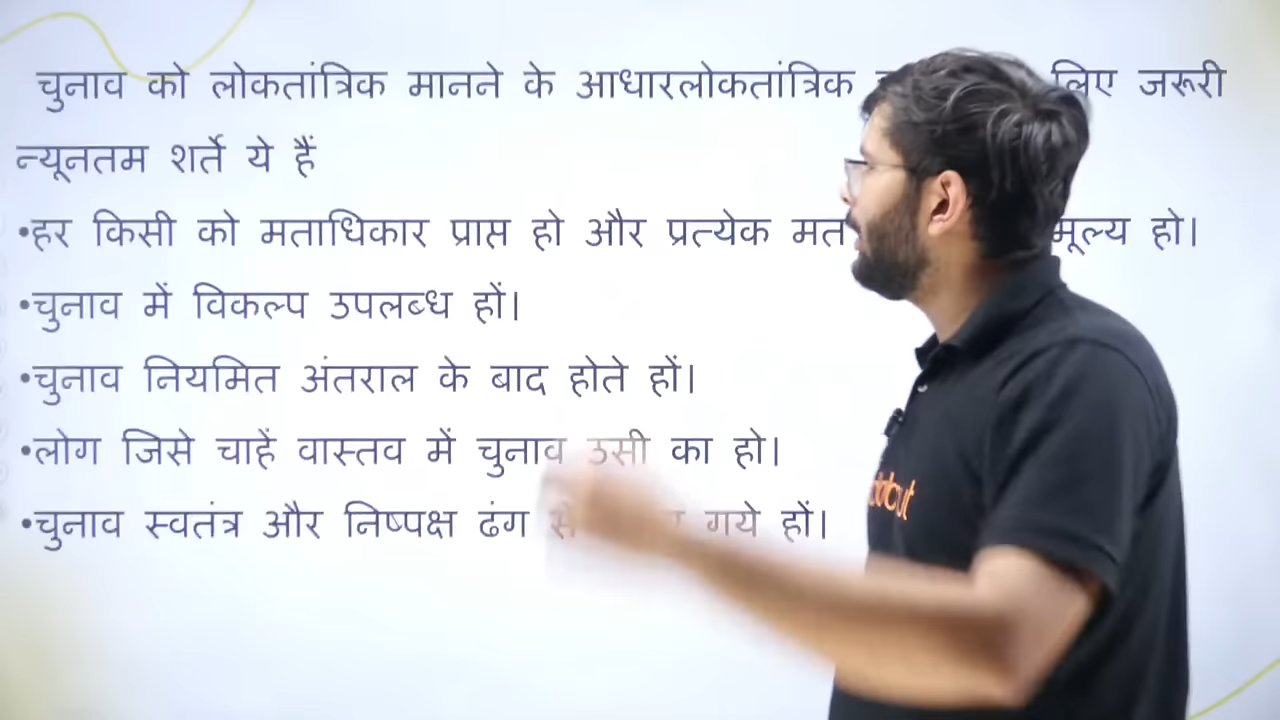 चुनाव को लोकतांत्रिक मानने के आधारलोकतांत्रिक लिए जरूरी
न्यूनतम शर्ते ये हैं
•हर किसी को मताधिकार प्राप्त हो और प्रत्येक मत मूल्य हो।
•चुनाव में विकल्प उपलब्ध हों।
•चुनाव नियमित अंतराल के बाद होते हों।
•लोग जिसे चाहें वास्तव में चुनाव उसी का हो।
•चुनाव स्वतंत्र और निष्पक्ष ढंग से गये हों।